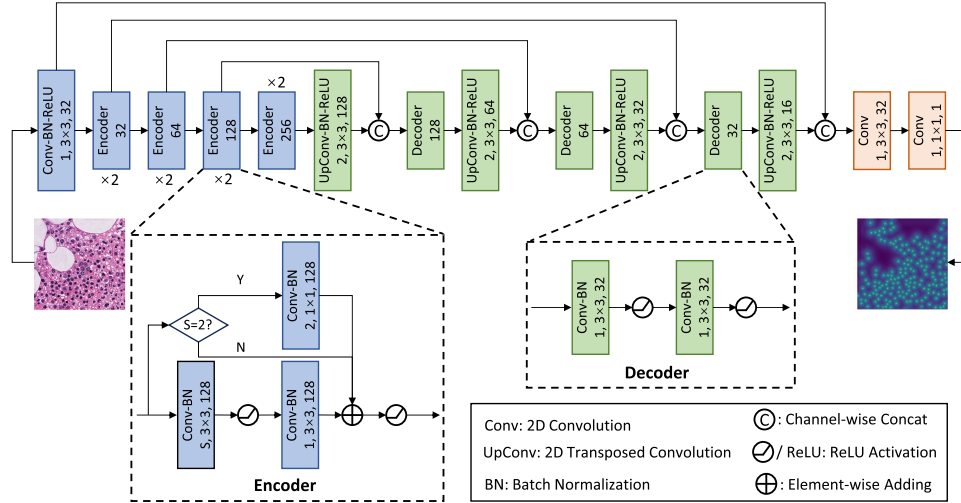 Conv-BN-ReLU
1, 3×3, 32
Encoder
32
×2
Encoder
64
×2
Encoder
128
×2
×2
Encoder
256
UpConv-BN-ReLU
2, 3×3, 128
C
Decoder
128
UpConv-BN-ReLU
2, 3×3, 64
C
Decoder
64
UpConv-BN-ReLU
2, 3×3, 32
C
Decoder
32
UpConv-BN-ReLU
2, 3×3, 16
C
Conv
1, 3×3, 32
Conv
1, 1×1, 1
S=2?
Y
N
Conv-BN
2, 1×1, 128
Conv-BN
S, 3×3, 128
Conv-BN
1, 3×3, 128
Encoder
Conv-BN
1, 3×3, 32
Conv-BN
1, 3×3, 32
Decoder
Conv: 2D Convolution
UpConv: 2D Transposed Convolution
BN: Batch Normalization
C : Channel-wise Concat
/ ReLU: ReLU Activation
: Element-wise Adding